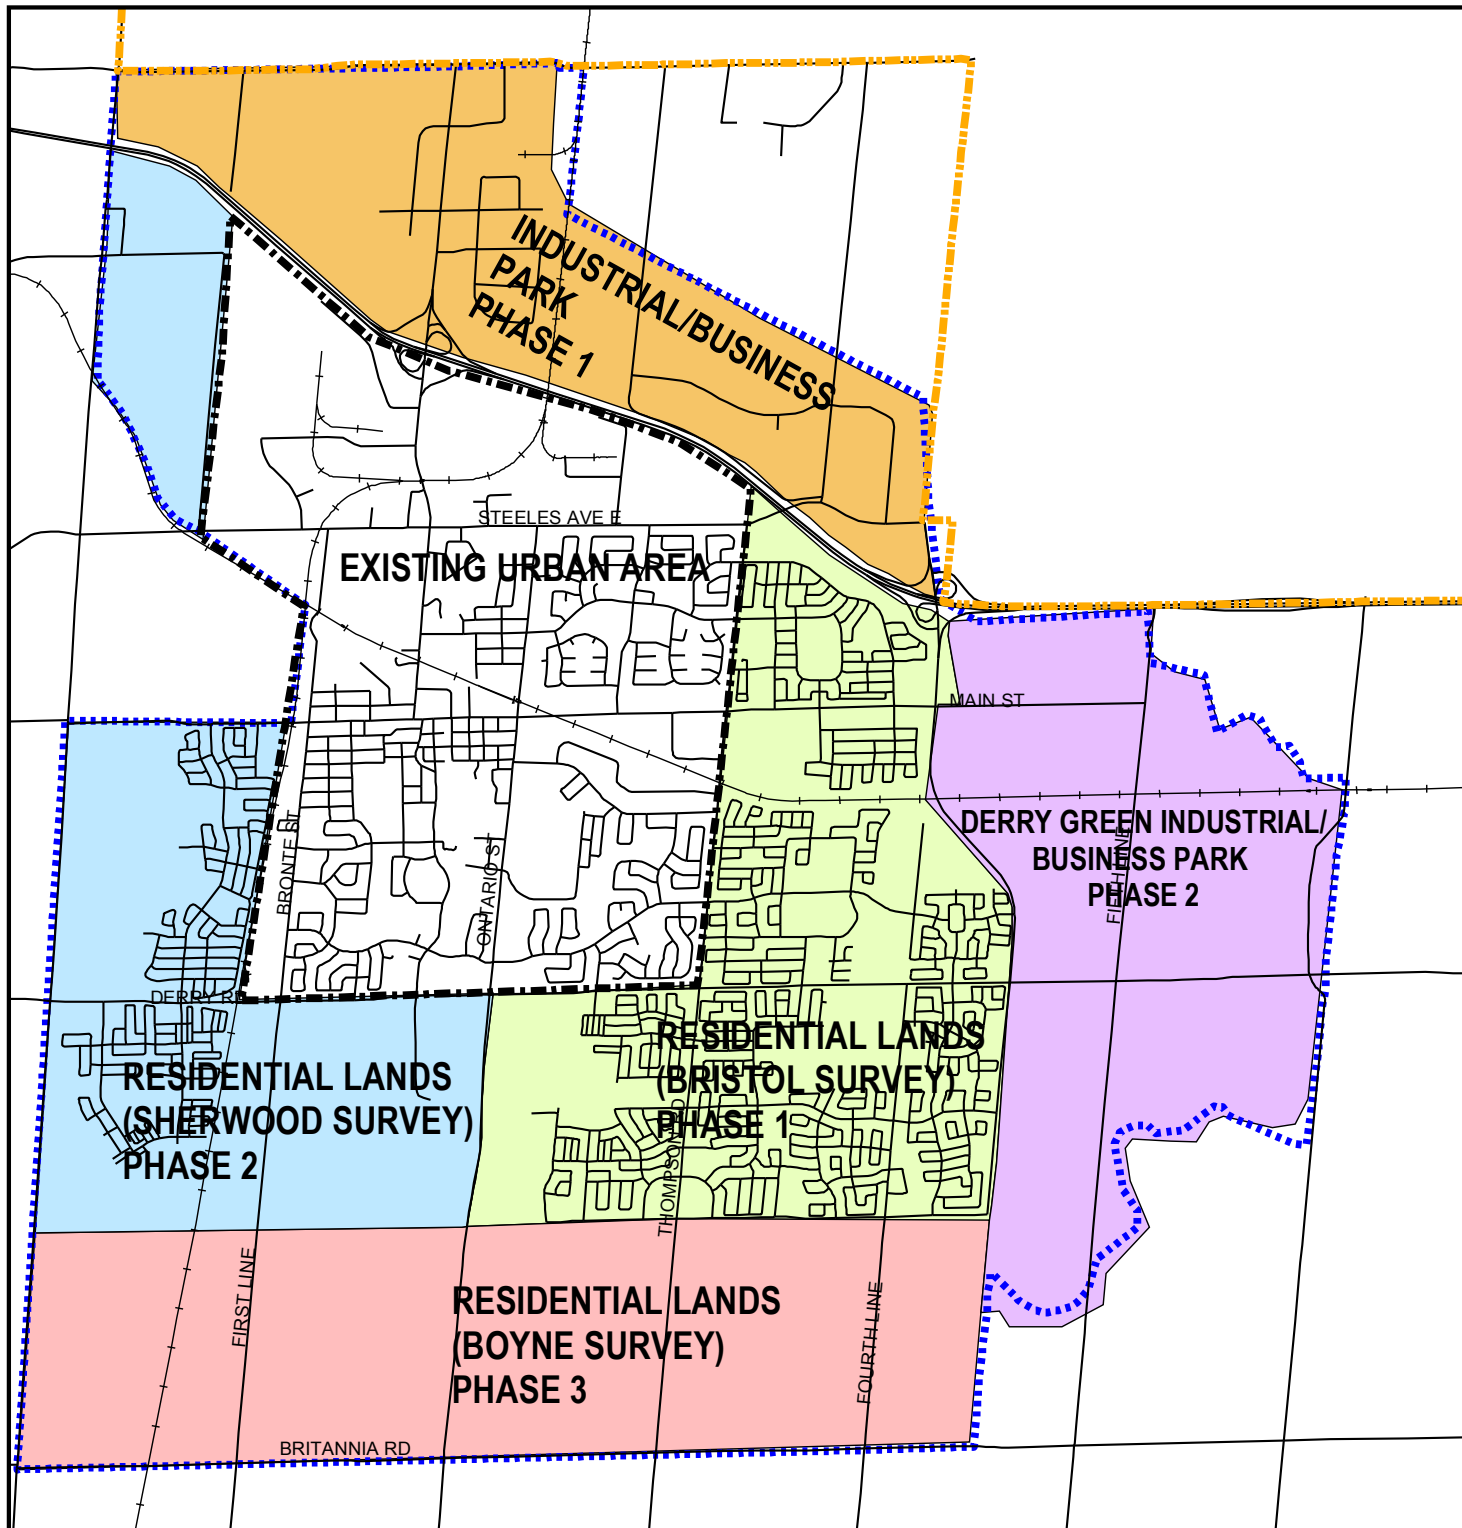 INDUSTRIAL/BUSINESS
PARK
PHASE 1
STEELES AVE E
EXISTING URBAN AREA
MAIN ST
DERRY GREEN INDUSTRIAL/
BUSINESS PARK
PHASE 2
FIFTH LINE
BRONTE ST
ONTARIO ST
DERRY RD
RESIDENTIAL LANDS
(BRISTOL SURVEY)
PHASE 1
THOMPSON RD
RESIDENTIAL LANDS
(SHERWOOD SURVEY)
PHASE 2
FIRST LINE
RESIDENTIAL LANDS
(BOYNE SURVEY)
PHASE 3
FOURTH LINE
BRITANNIA RD